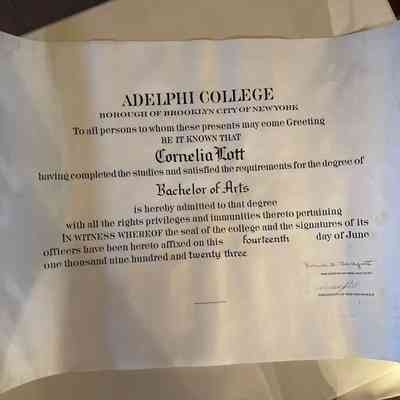 ADELPHI COLLEGE
BOROUGH OF BROOKLYN CITY OF NEW YORK
To all persons to whom these presents may come Greeting
BE IT KNOWN THAT
Cornelia Lott
having completed the studies and satisfied the requirements for the degree of
Bachelor of Arts
is hereby admitted to that degree
with all the rights privileges and immunities thereto pertaining
IN WITNESS WHEREOF the seal of the college and the signatures of its
officers have been hereto affixed on this fourteenth day of June
one thousand nine hundred and twenty three